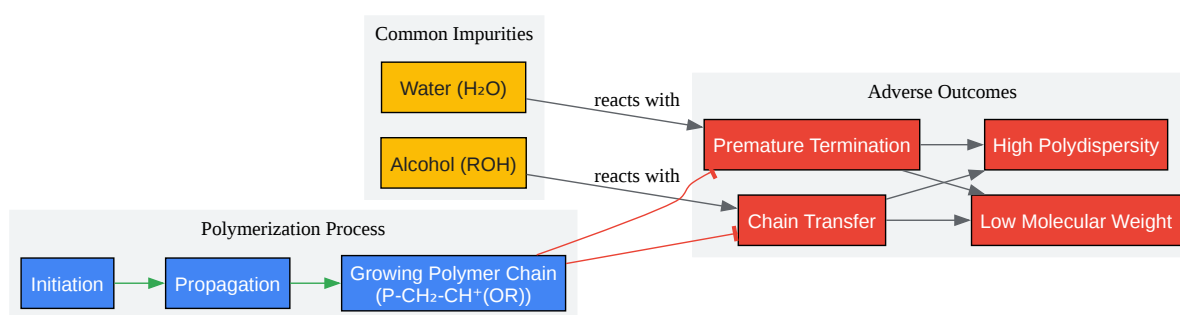 Common Impurities
Water (H₂O)
Alcohol (ROH)
reacts with
reacts with
Adverse Outcomes
Premature Termination
High Polydispersity
Chain Transfer
Low Molecular Weight
Polymerization Process
Initiation
Propagation
Growing Polymer Chain
(P-CH₂-CH⁺(OR))